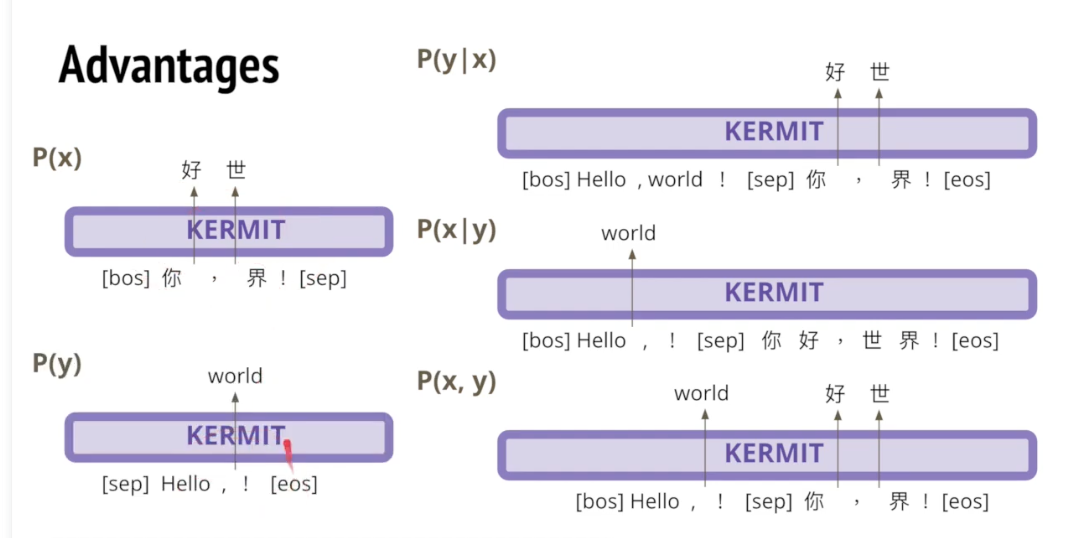 Advantages
P(x)
好 世
KERMIT
[bos] 你 ， 界 ! [sep]
P(y)
world
KERMIT
[sep] Hello , ! [eos]
P(y|x)
好 世
KERMIT
[bos] Hello , world ! [sep] 你 ， 界 ! [eos]
P(x|y)
world
KERMIT
[bos] Hello , ! [sep] 你 好 ， 世 界 ! [eos]
P(x, y)
world 好 世
KERMIT
[bos] Hello , ! [sep] 你 ， 界 ! [eos]